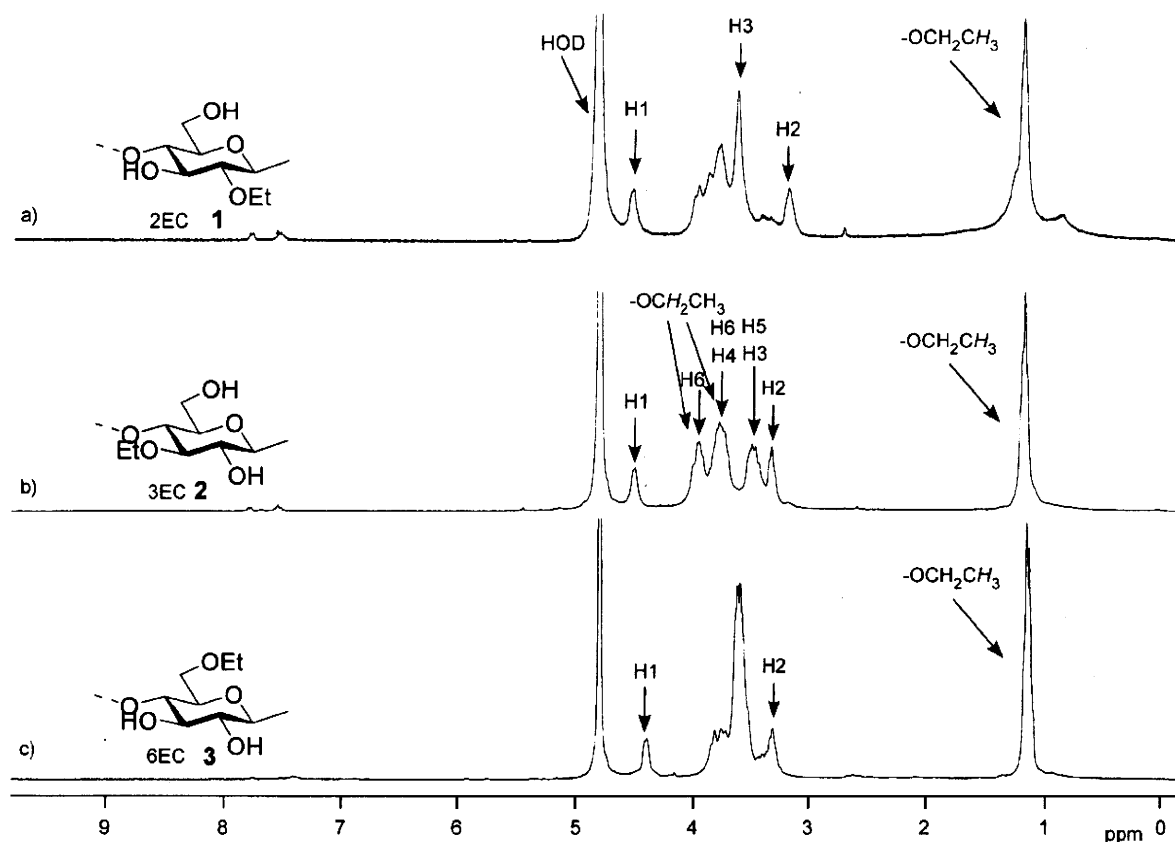 H3
HOD
-OCH2CH3
H1
H2
OH
O
O
HO
OEt
a)
2EC 1
-OCH2CH3
H6 H5
-OCH2CH3
H4 H3
H6
H2
H1
OH
O
O
EtO
OH
b)
3EC 2
-OCH2CH3
OEt
H1
H2
O
O
HO
OH
c)
6EC 3
9 8 7 6 5 4 3 2 1 ppm 0